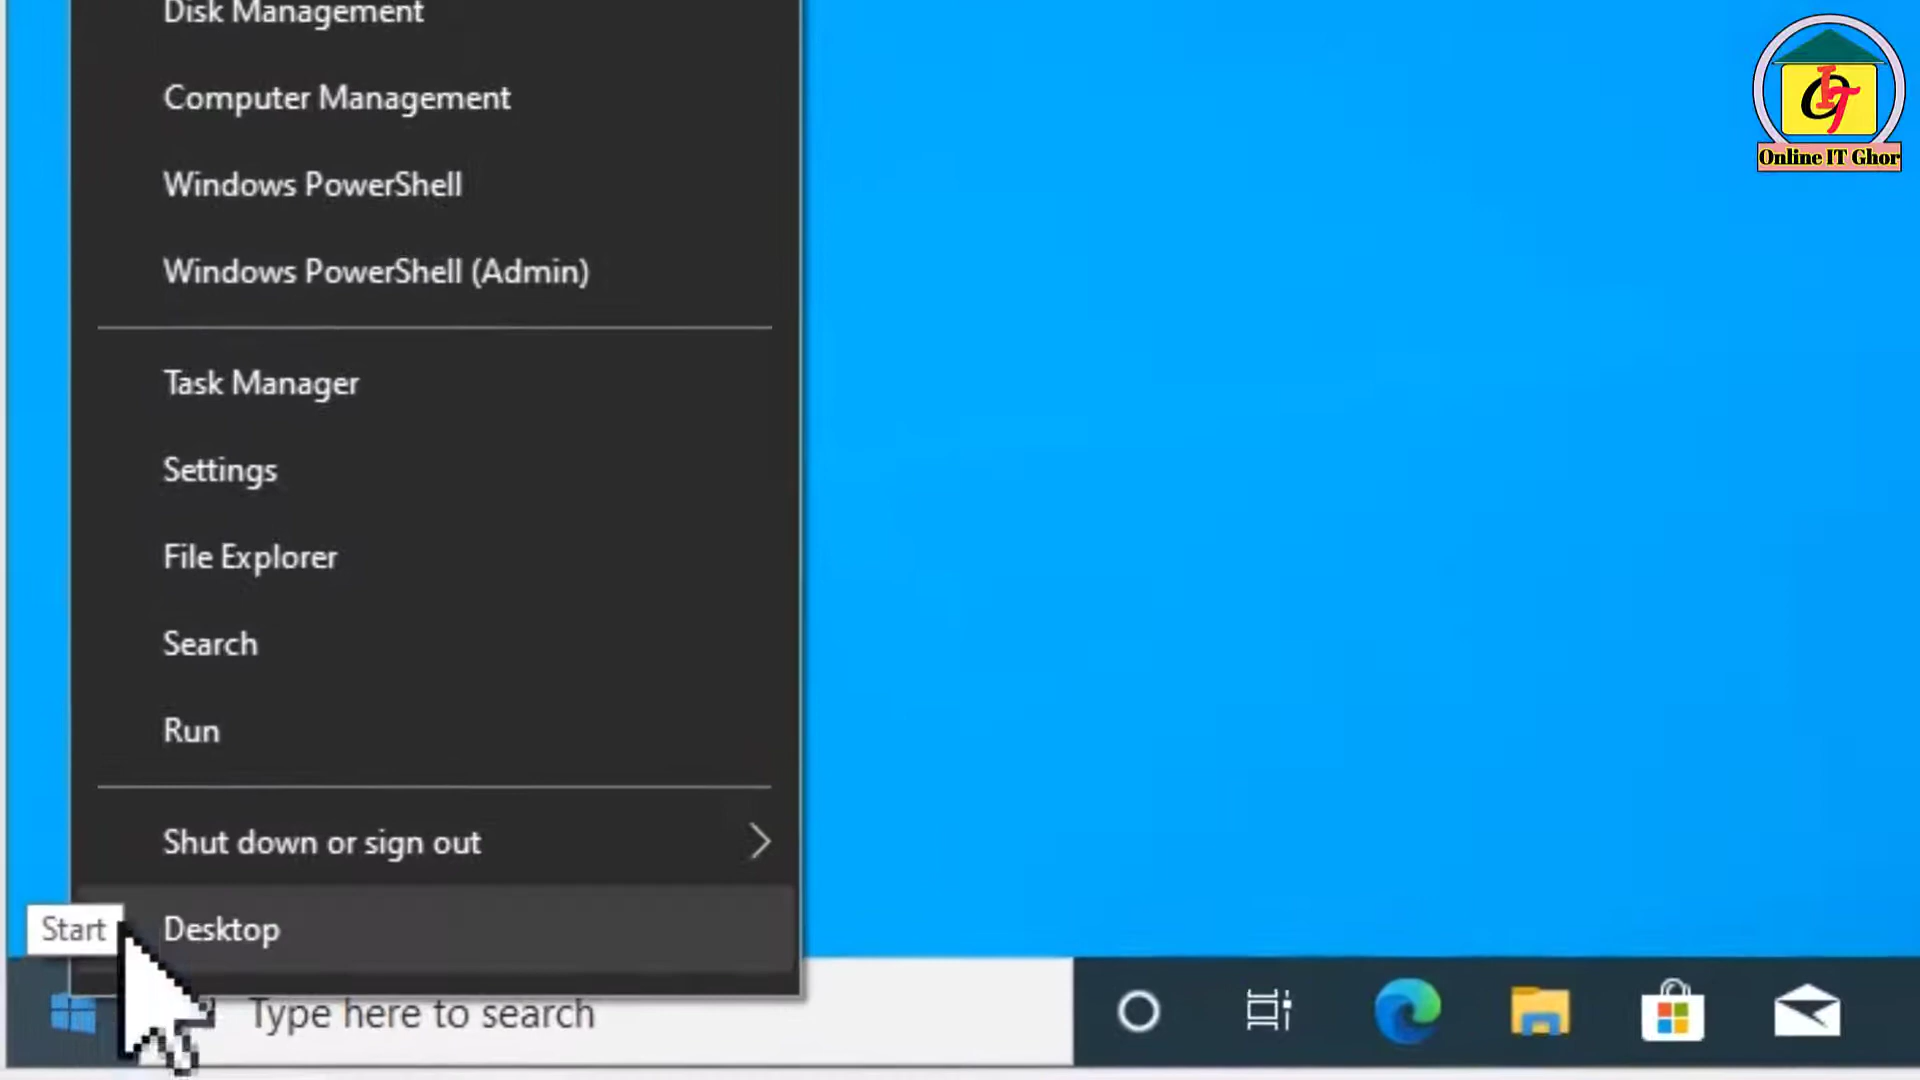 Disk Management
Computer Management
Windows PowerShell
Windows PowerShell (Admin)
Task Manager
Settings
File Explorer
Search
Run
Shut down or sign out
Desktop
Start
Type here to search
OIT
Online IT Ghor